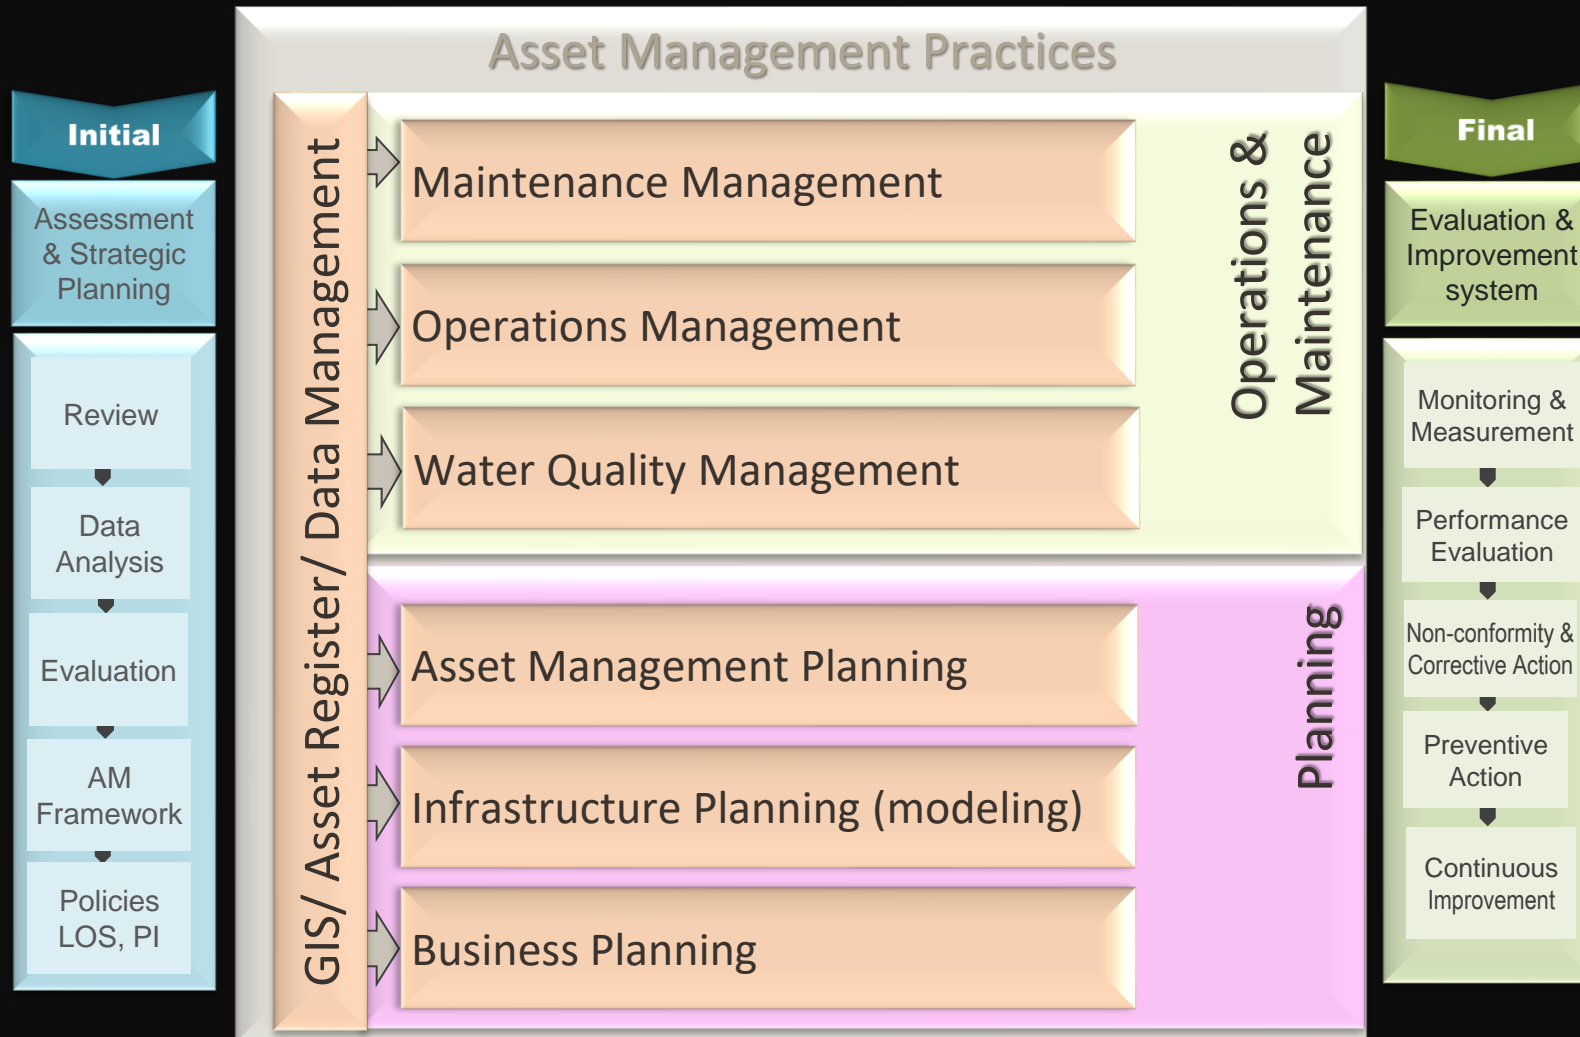 Asset Management Practices
Initial
Assessment
& Strategic
Planning
Review
Data
Analysis
Evaluation
AM
Framework
Policies
LOS, PI
GIS/ Asset Register/ Data Management
Maintenance Management
Operations Management
Water Quality Management
Operations &
Maintenance
Asset Management Planning
Infrastructure Planning (modeling)
Business Planning
Planning
Final
Evaluation &
Improvement
system
Monitoring &
Measurement
Performance
Evaluation
Non-conformity &
Corrective Action
Preventive
Action
Continuous
Improvement